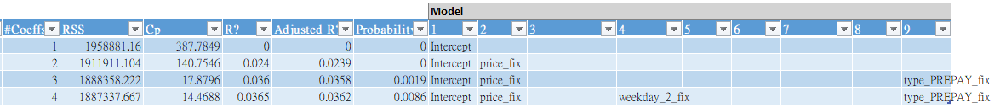 Model
#Coeffs RSS Cp R? Adjusted R? Probability 1 2 3 4 5 6 7 8 9
1 1958881.16 387.7849 0 0 0 Intercept
2 1911911.104 140.7546 0.024 0.0239 0 Intercept price_fix
3 1888358.222 17.8796 0.036 0.0358 0.0019 Intercept price_fix type_PREPAY_fix
4 1887337.667 14.4688 0.0365 0.0362 0.0086 Intercept price_fix weekday_2_fix type_PREPAY_fix